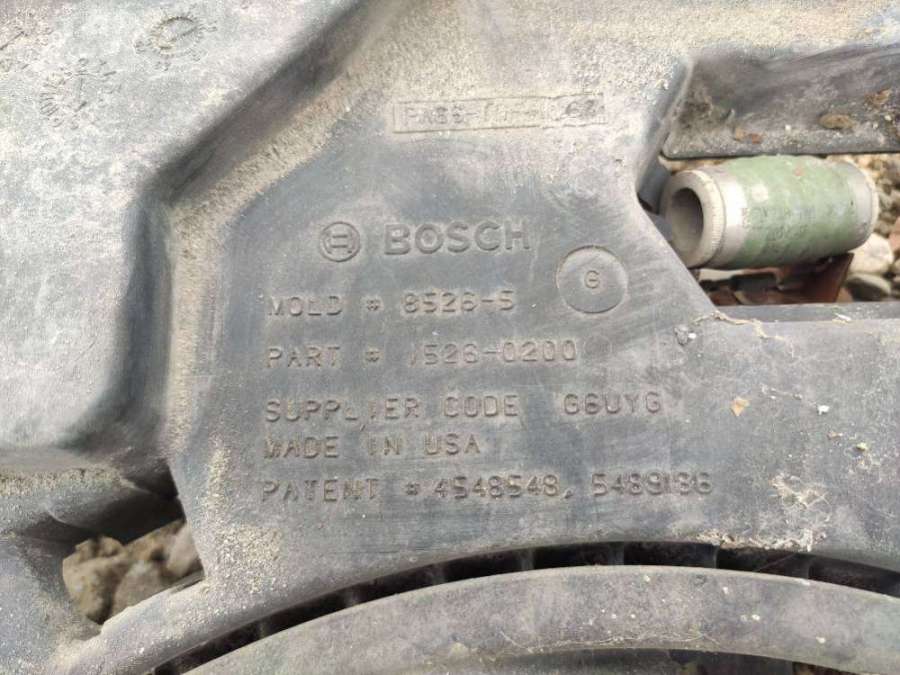 BOSCH
G
MOLD # 8526-5
PART # 1526-0200
SUPPLIER CODE G6UYG
MADE IN USA
PATENT # 4548548, 5489186